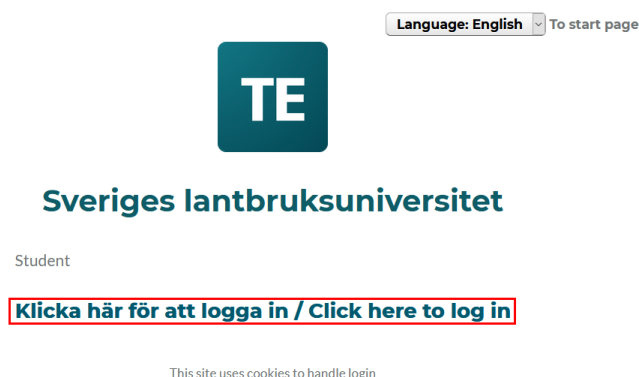 Language: English To start page
TE
Sveriges lantbruksuniversitet
Student
Klicka här för att logga in / Click here to log in
This site uses cookies to handle login